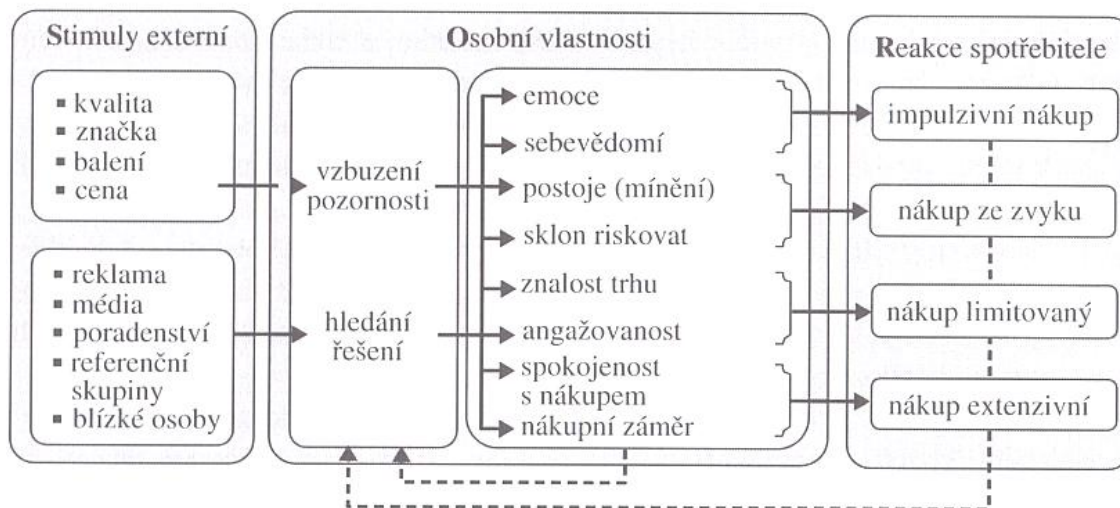 Stimuly externí
▪ kvalita
▪ značka
▪ balení
▪ cena
▪ reklama
▪ média
▪ poradenství
▪ referenční
skupiny
▪ blízké osoby
Osobní vlastnosti
vzbuzení
pozornosti
hledání
řešení
emoce
sebevědomí
postoje (mínění)
sklon riskovat
znalost trhu
angažovanost
spokojenost
s nákupem
nákupní záměr
Reakce spotřebitele
impulzivní nákup
nákup ze zvyku
nákup limitovaný
nákup extenzivní